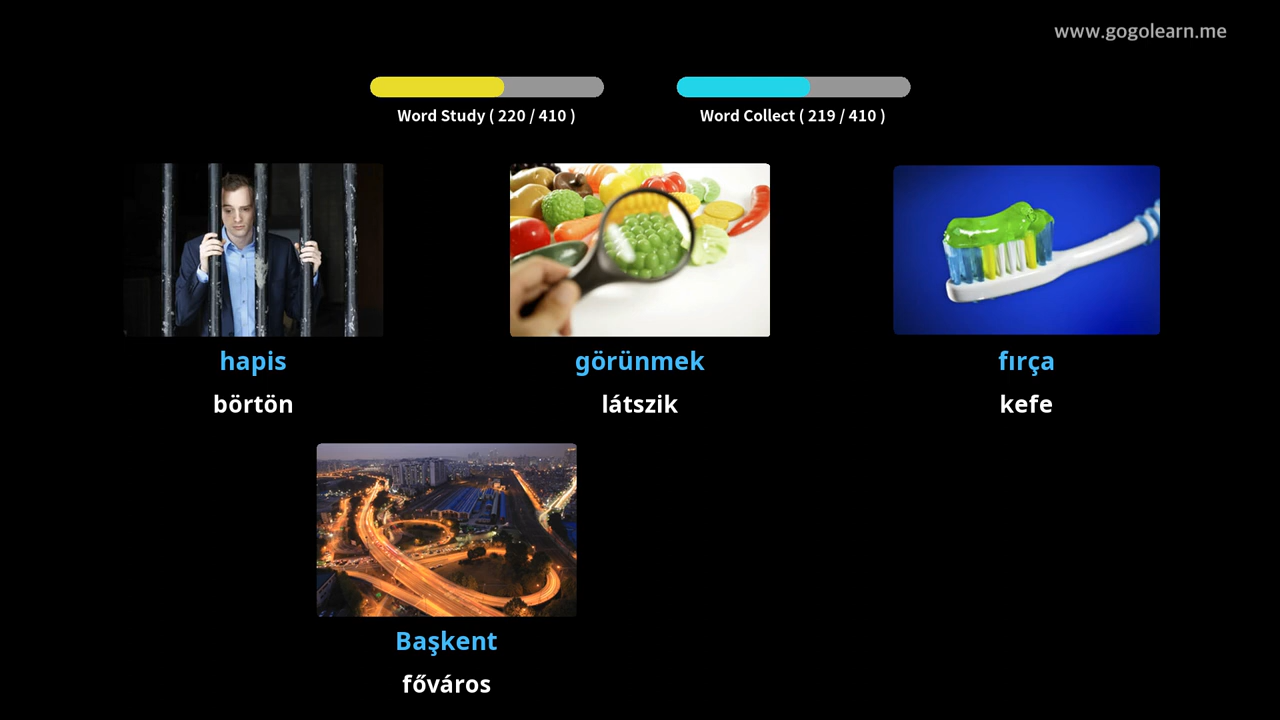 www.gogolearn.me
Word Study ( 220 / 410 )
Word Collect ( 219 / 410 )
hapis
börtön
görünmek
látszik
fırça
kefe
Başkent
főváros